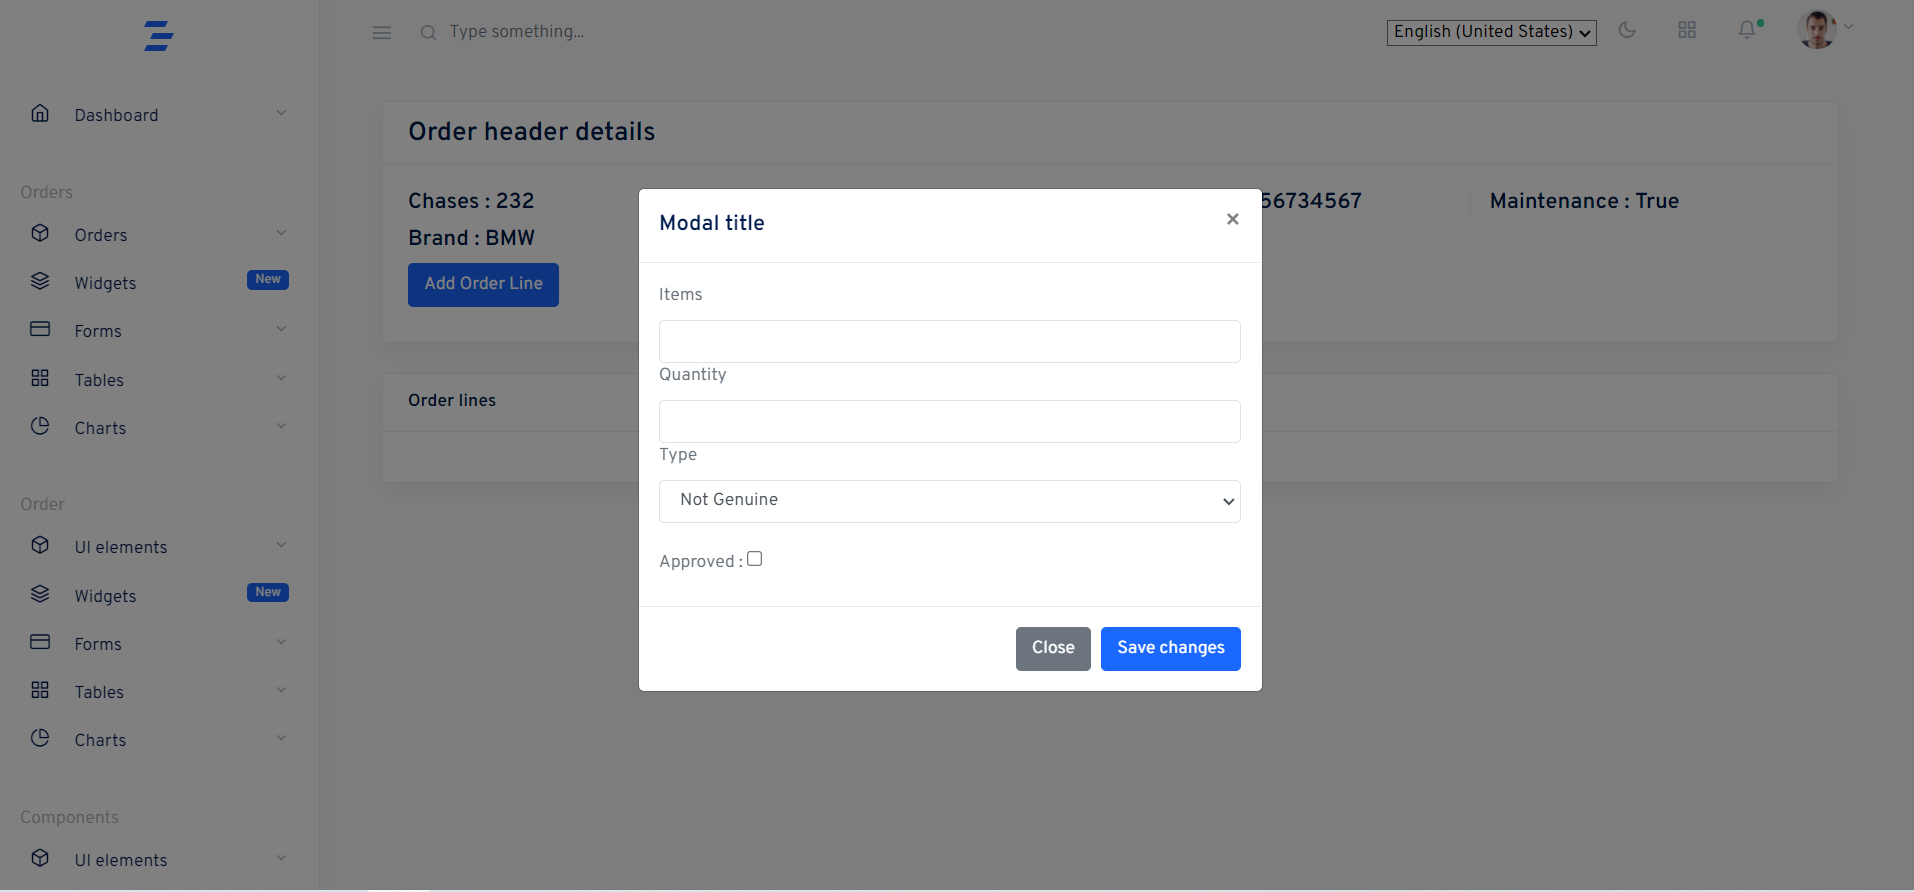 Type something...
English (United States)
Dashboard
Orders
Orders
Widgets
New
Forms
Tables
Charts
Order
UI elements
Widgets
New
Forms
Tables
Charts
Components
UI elements
Order header details
Chases : 232
56734567
Maintenance : True
Brand : BMW
Add Order Line
Order lines
Modal title
×
Items
Quantity
Type
Not Genuine
Approved :
Close
Save changes